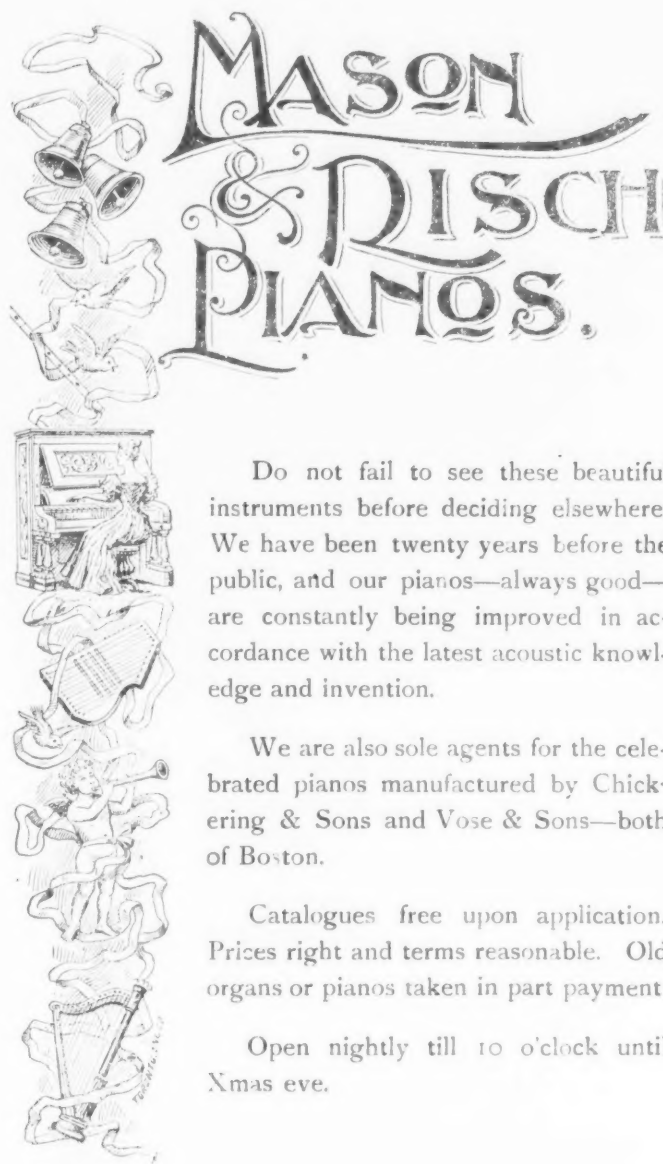 MASON
& RISCH
PIANOS.
Do not fail to see these beautifu
instruments before deciding elsewhere
We have been twenty years before the
public, and our pianos—always good—
are constantly being improved in ac-
cordance with the latest acoustic knowl-
edge and invention.
We are also sole agents for the cele-
brated pianos manufactured by Chick-
ering & Sons and Vose & Sons—both
of Boston.
Catalogues free upon application.
Prices right and terms reasonable. Old
organs or pianos taken in part payment
Open nightly till 10 o'clock until
Xmas eve.